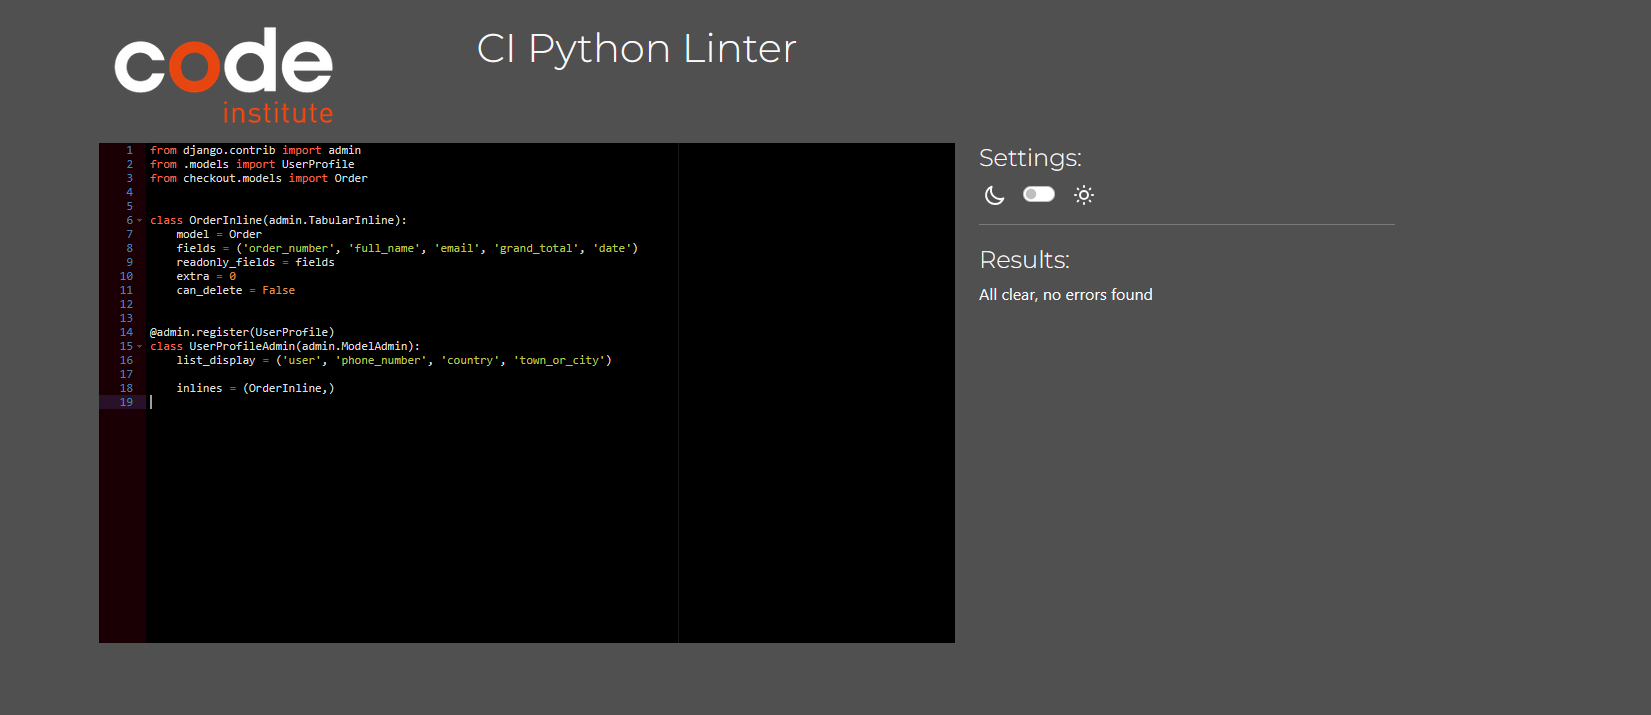 code
institute
CI Python Linter
1 from django.contrib import admin
2 from .models import UserProfile
3 from checkout.models import Order
4
5
6 class OrderInline(admin.TabularInline):
7     model = Order
8     fields = ('order_number', 'full_name', 'email', 'grand_total', 'date')
9     readonly_fields = fields
10     extra = 0
11     can_delete = False
12
13
14 @admin.register(UserProfile)
15 class UserProfileAdmin(admin.ModelAdmin):
16     list_display = ('user', 'phone_number', 'country', 'town_or_city')
17
18     inlines = (OrderInline,)
19
Settings:
Results:
All clear, no errors found